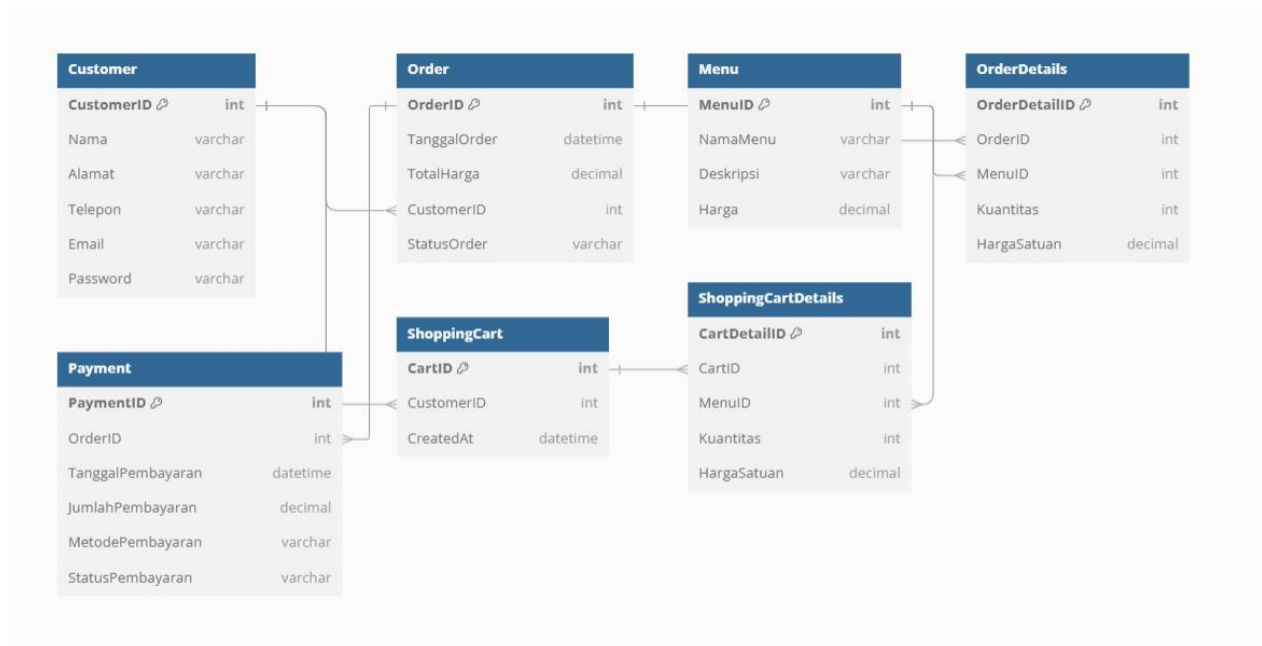 Customer
CustomerID int
Nama varchar
Alamat varchar
Telepon varchar
Email varchar
Password varchar
Order
OrderID int
TanggalOrder datetime
TotalHarga decimal
CustomerID int
StatusOrder varchar
Menu
MenuID int
NamaMenu varchar
Deskripsi varchar
Harga decimal
OrderDetails
OrderDetailID int
OrderID int
MenuID int
Kuantitas int
HargaSatuan decimal
Payment
PaymentID int
OrderID int
TanggalPembayaran datetime
JumlahPembayaran decimal
MetodePembayaran varchar
StatusPembayaran varchar
ShoppingCart
CartID int
CustomerID int
CreatedAt datetime
ShoppingCartDetails
CartDetailID int
CartID int
MenuID int
Kuantitas int
HargaSatuan decimal